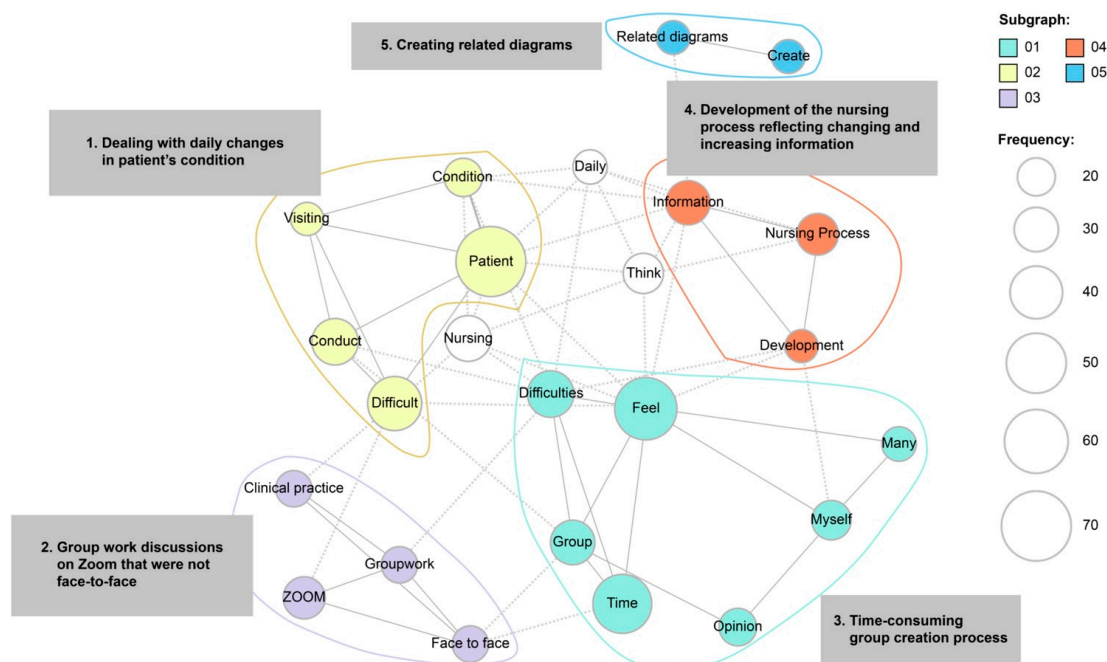 5. Creating related diagrams
Related diagrams
Create
Subgraph:
01
04
02
05
03
1. Dealing with daily changes
in patient's condition
4. Development of the nursing
process reflecting changing and
increasing information
Frequency:
20
30
40
50
60
70
Condition
Daily
Visiting
Information
Nursing Process
Patient
Think
Conduct
Nursing
Development
Difficult
Difficulties
Feel
Many
Clinical practice
Myself
2. Group work discussions
on Zoom that were not
face-to-face
Groupwork
Group
ZOOM
Time
Opinion
Face to face
3. Time-consuming
group creation process